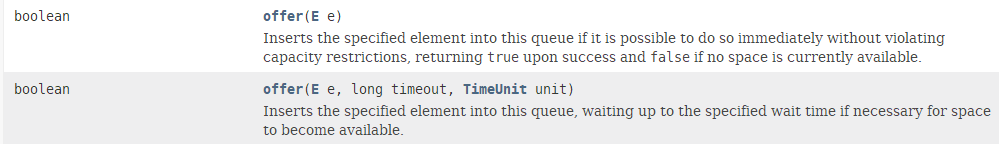 boolean offer(E e)
Inserts the specified element into this queue if it is possible to do so immediately without violating
capacity restrictions, returning true upon success and false if no space is currently available.
boolean offer(E e, long timeout, TimeUnit unit)
Inserts the specified element into this queue, waiting up to the specified wait time if necessary for space
to become available.